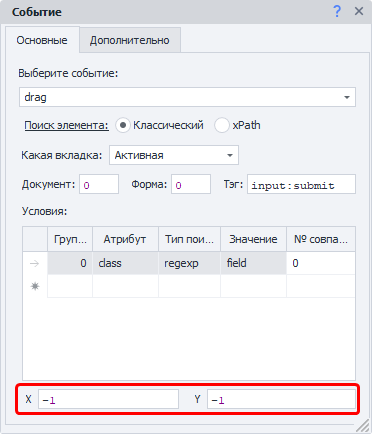 Событие ? ×
Основные Дополнительно
Выберите событие:
drag
Поиск элемента: Классический xPath
Какая вкладка: Активная
Документ: 0 Форма: 0 Тэг: input:submit
Условия:
Груп... Атрибут Тип пои... Значение № совпа...
0 class regexp field 0
X -1 Y -1